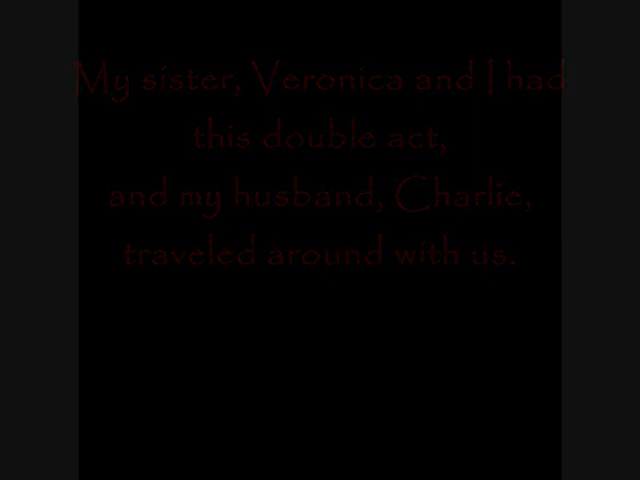 My sister, Veronica and I had
this double act,
and my husband, Charlie,
traveled around with us.